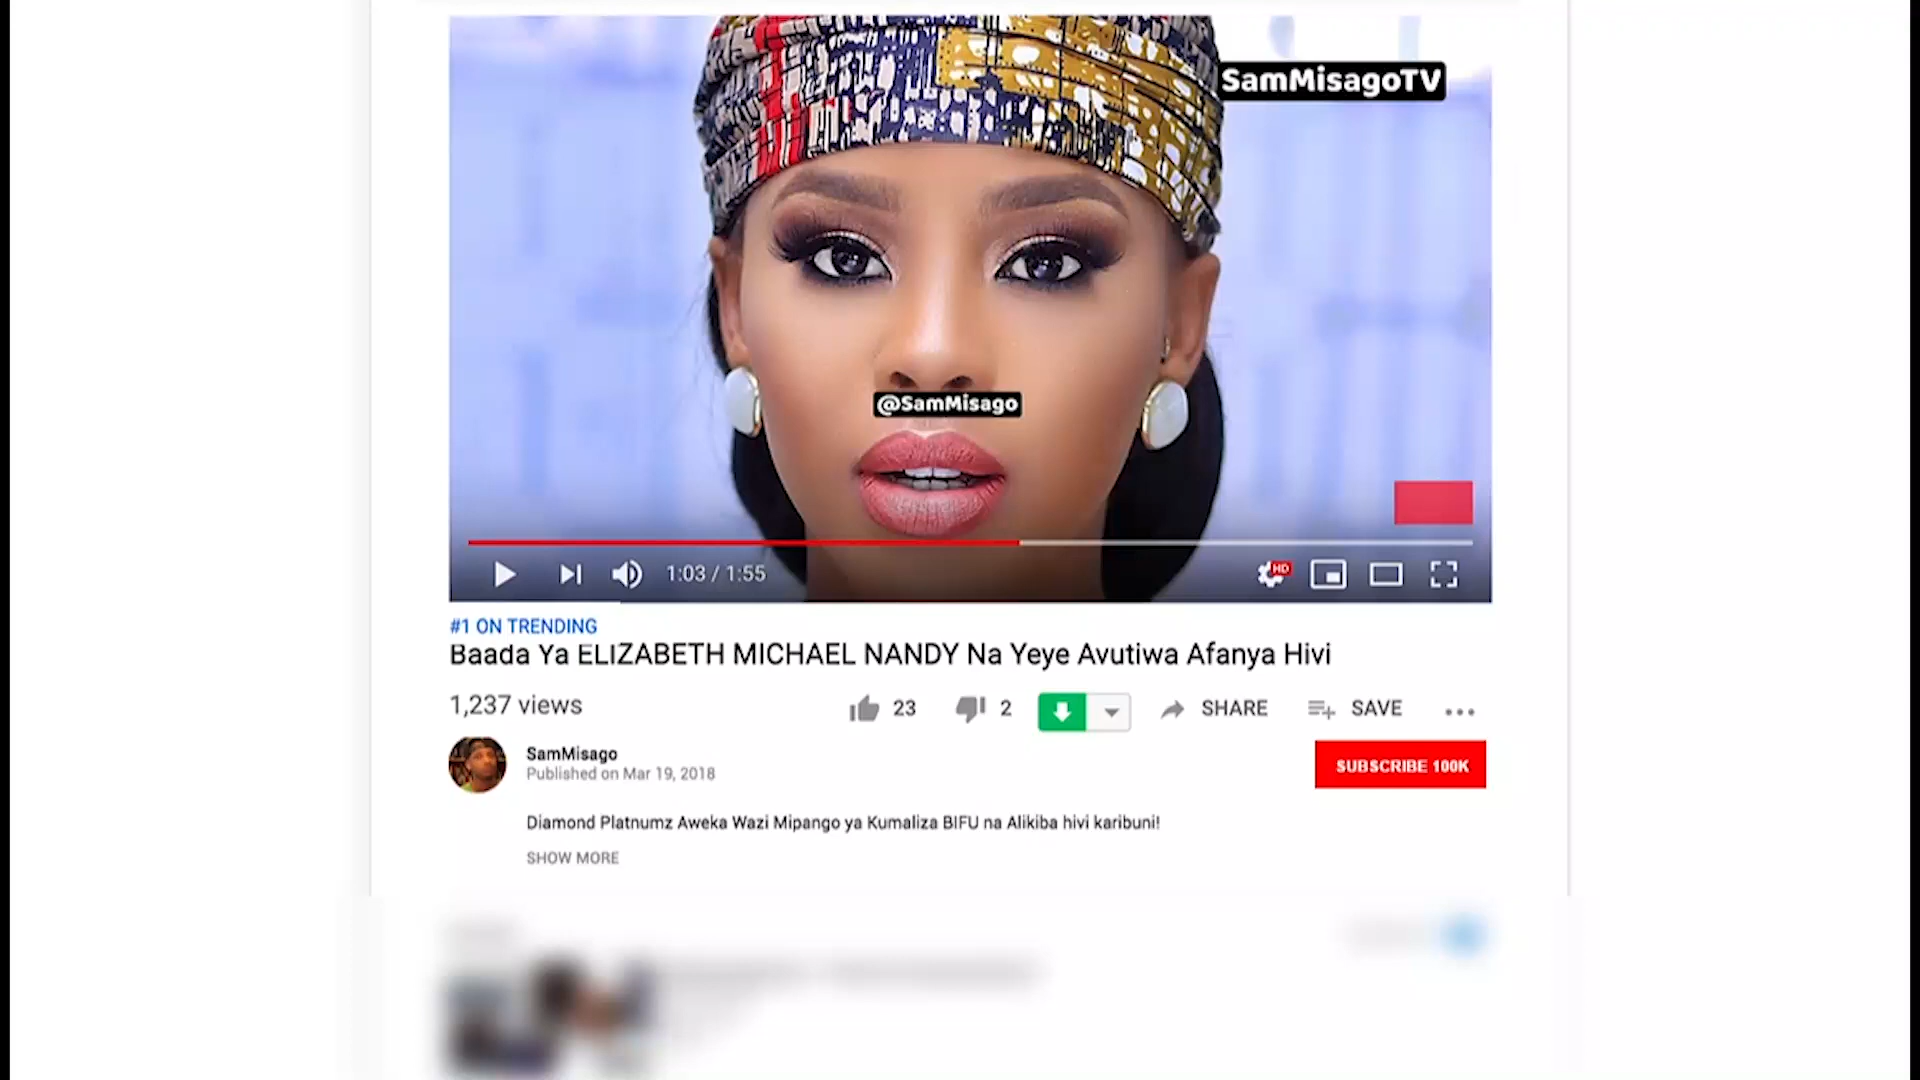 SamMisagoTV
@SamMisago
1:03 / 1:55
HD
#1 ON TRENDING
Baada Ya ELIZABETH MICHAEL NANDY Na Yeye Avutiwa Afanya Hivi
1,237 views
23
2
SHARE
SAVE
SamMisago
Published on Mar 19, 2018
SUBSCRIBE 100K
Diamond Platnumz Aweka Wazi Mipango ya Kumaliza BIFU na Alikiba hivi karibuni!
SHOW MORE